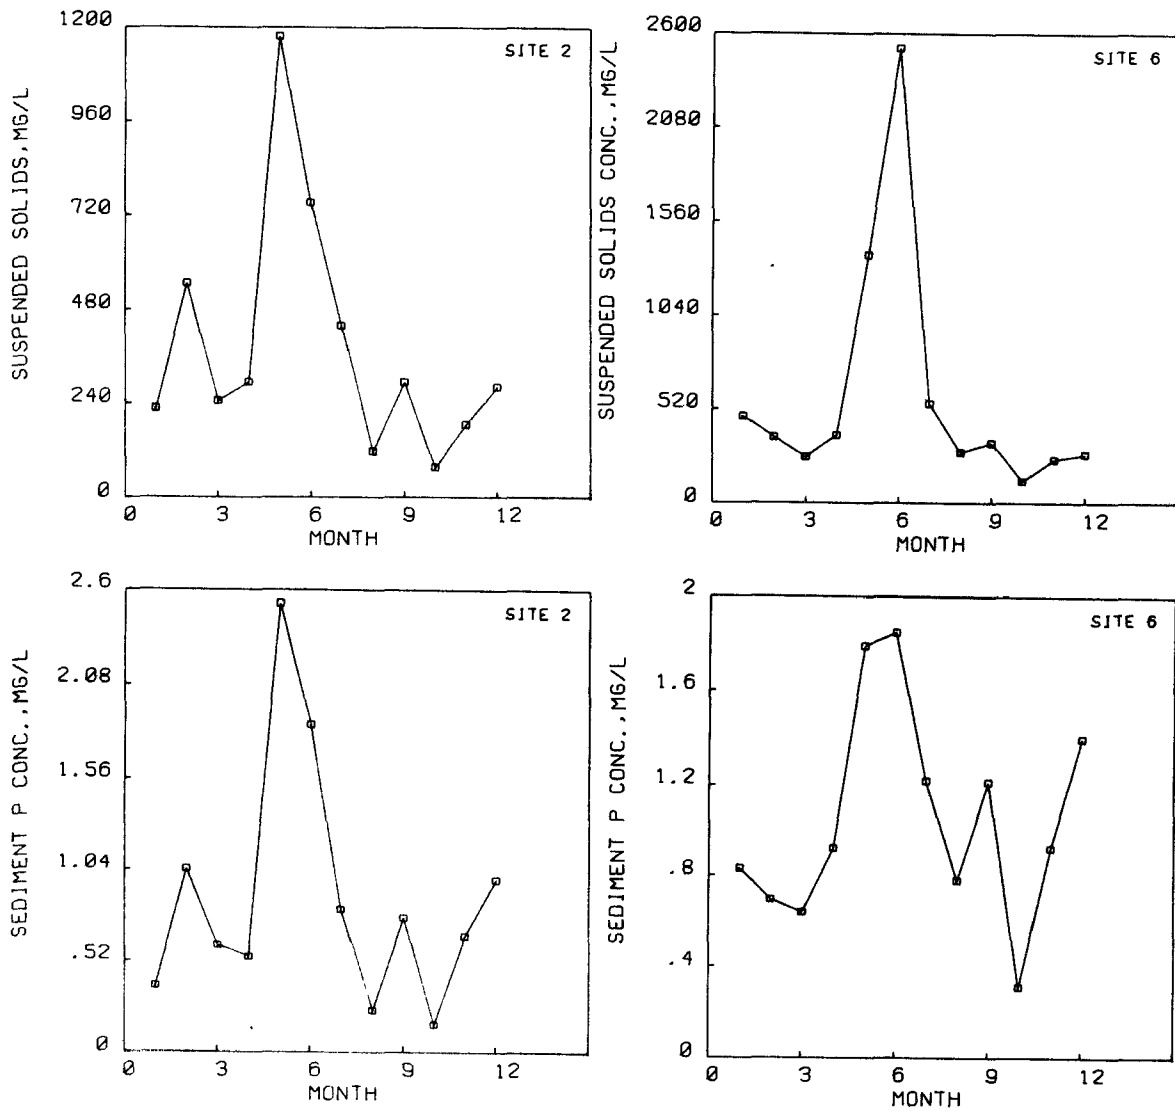 SUSPENDED SOLIDS, MG/L
1200
960
720
480
240
0
SITE 2
0 3 6 9 12
MONTH
SUSPENDED SOLIDS CONC., MG/L
2600
2080
1560
1040
520
0
SITE 6
0 3 6 9 12
MONTH
SEDIMENT P CONC., MG/L
2.6
2.08
1.56
1.04
.52
0
SITE 2
0 3 6 9 12
MONTH
SEDIMENT P CONC., MG/L
2
1.6
1.2
.8
.4
0
SITE 6
0 3 6 9 12
MONTH